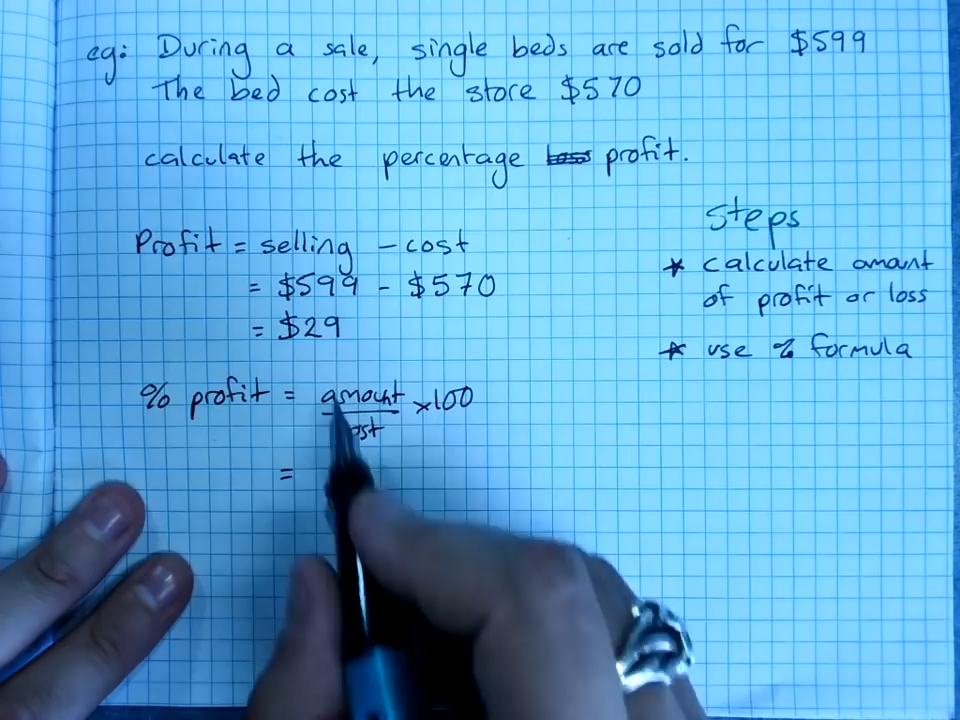 eg: During a sale, single beds are sold for $599
The bed cost the store $570
calculate the percentage loss profit.
Profit = selling - cost
= $599 - $570
= $29
% profit = amount × 100
cost
=
steps
* calculate amount
of profit or loss
* use % formula